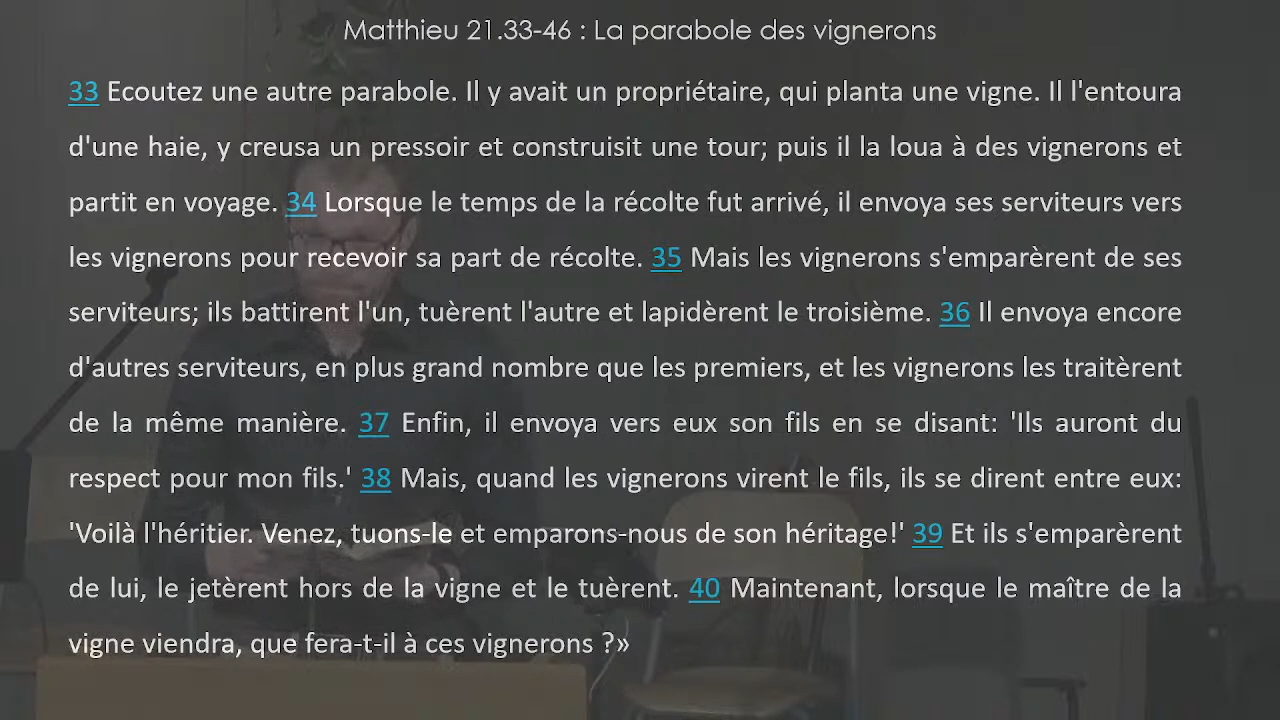 Matthieu 21.33-46 : La parabole des vignerons
33 Ecoutez une autre parabole. Il y avait un propriétaire, qui planta une vigne. Il l'entoura
d'une haie, y creusa un pressoir et construisit une tour; puis il la loua à des vignerons et
partit en voyage. 34 Lorsque le temps de la récolte fut arrivé, il envoya ses serviteurs vers
les vignerons pour recevoir sa part de récolte. 35 Mais les vignerons s'emparèrent de ses
serviteurs; ils battirent l'un, tuèrent l'autre et lapidèrent le troisième. 36 Il envoya encore
d'autres serviteurs, en plus grand nombre que les premiers, et les vignerons les traitèrent
de la même manière. 37 Enfin, il envoya vers eux son fils en se disant: 'Ils auront du
respect pour mon fils.' 38 Mais, quand les vignerons virent le fils, ils se dirent entre eux:
'Voilà l'héritier. Venez, tuons-le et emparons-nous de son héritage!' 39 Et ils s'emparèrent
de lui, le jetèrent hors de la vigne et le tuèrent. 40 Maintenant, lorsque le maître de la
vigne viendra, que fera-t-il à ces vignerons ?»